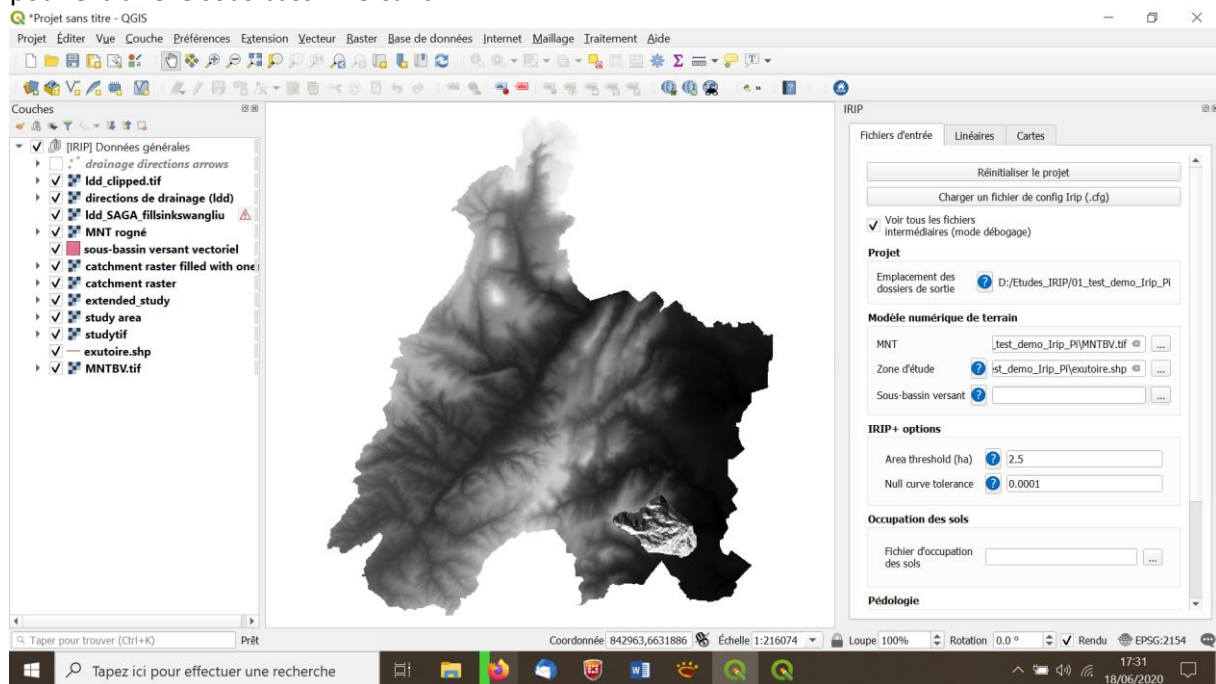 *Projet sans titre - QGIS
Projet Éditer Vue Couche Préférences Extension Vecteur Raster Base de données Internet Maillage Traitement Aide
Couches
[IRIP] Données générales
drainage directions arrows
ldd_clipped.tif
directions de drainage (ldd)
ldd_SAGA_fillsinkswangliu
MNT rogné
sous-bassin versant vectoriel
catchment raster filled with one
catchment raster
extended_study
study area
studytif
exutoire.shp
MNTBV.tif
IRIP
Fichiers d'entrée Linéaires Cartes
Réinitialiser le projet
Charger un fichier de config Irip (.cfg)
Voir tous les fichiers
intermédiaires (mode débogage)
Projet
Emplacement des
dossiers de sortie
D:/Etudes_IRIP/01_test_demo_Irip_Pi
Modèle numérique de terrain
MNT _test_demo_Irip_Pi\MNTBV.tif ...
Zone d'étude st_demo_Irip_Pi\exutoire.shp ...
Sous-bassin versant ...
IRIP+ options
Area threshold (ha) 2.5
Null curve tolerance 0.0001
Occupation des sols
Fichier d'occupation
des sols
...
Pédologie
Taper pour trouver (Ctrl+K) Prêt Coordonnée 842963,6631886 Échelle 1:216074 Loupe 100% Rotation 0.0 ° Rendu EPSG:2154
Tapez ici pour effectuer une recherche
17:31
18/06/2020